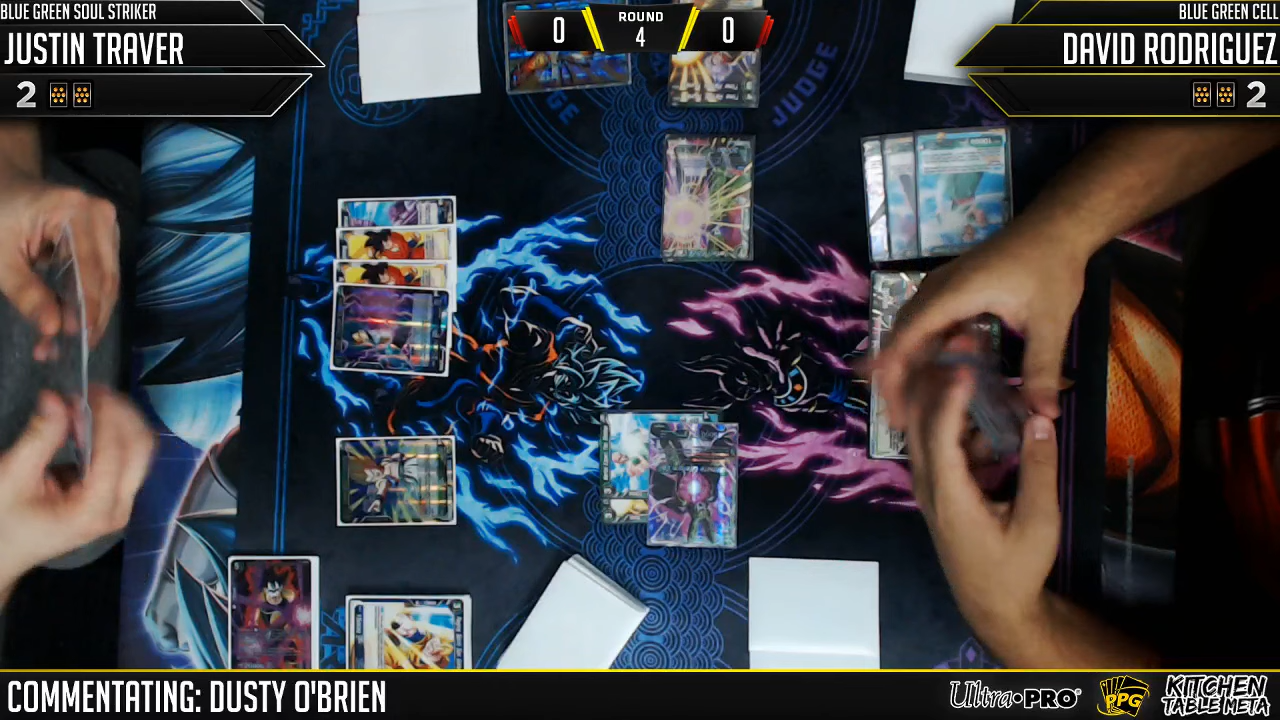 BLUE GREEN SOUL STRIKER
JUSTIN TRAVER
2
0
ROUND
4
0
BLUE GREEN CELL
DAVID RODRIGUEZ
2
JUDGE
COMMENTATING: DUSTY O'BRIEN
Ultra•PRO
PPG
KITCHEN
TABLE META